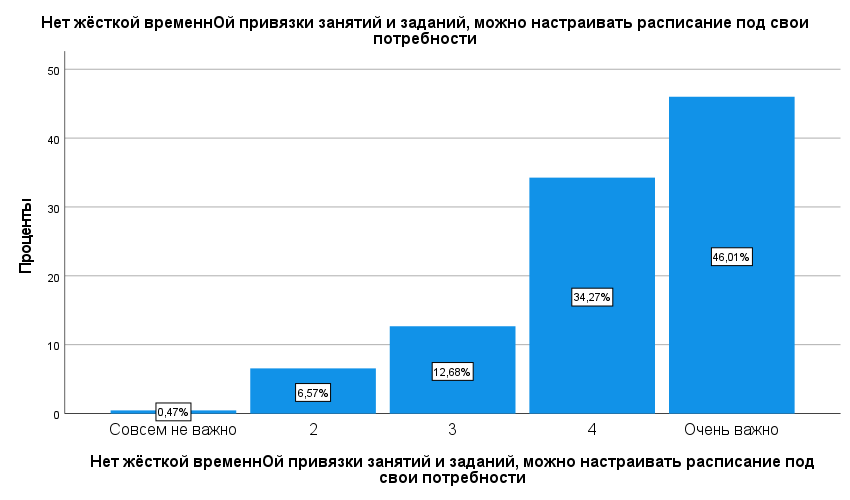 Нет жёсткой временнОй привязки занятий и заданий, можно настраивать расписание под свои
потребности
50
40
30
20
10
0
Проценты
0,47%
6,57%
12,68%
34,27%
46,01%
Совсем не важно
2
3
4
Очень важно
Нет жёсткой временнОй привязки занятий и заданий, можно настраивать расписание под
свои потребности